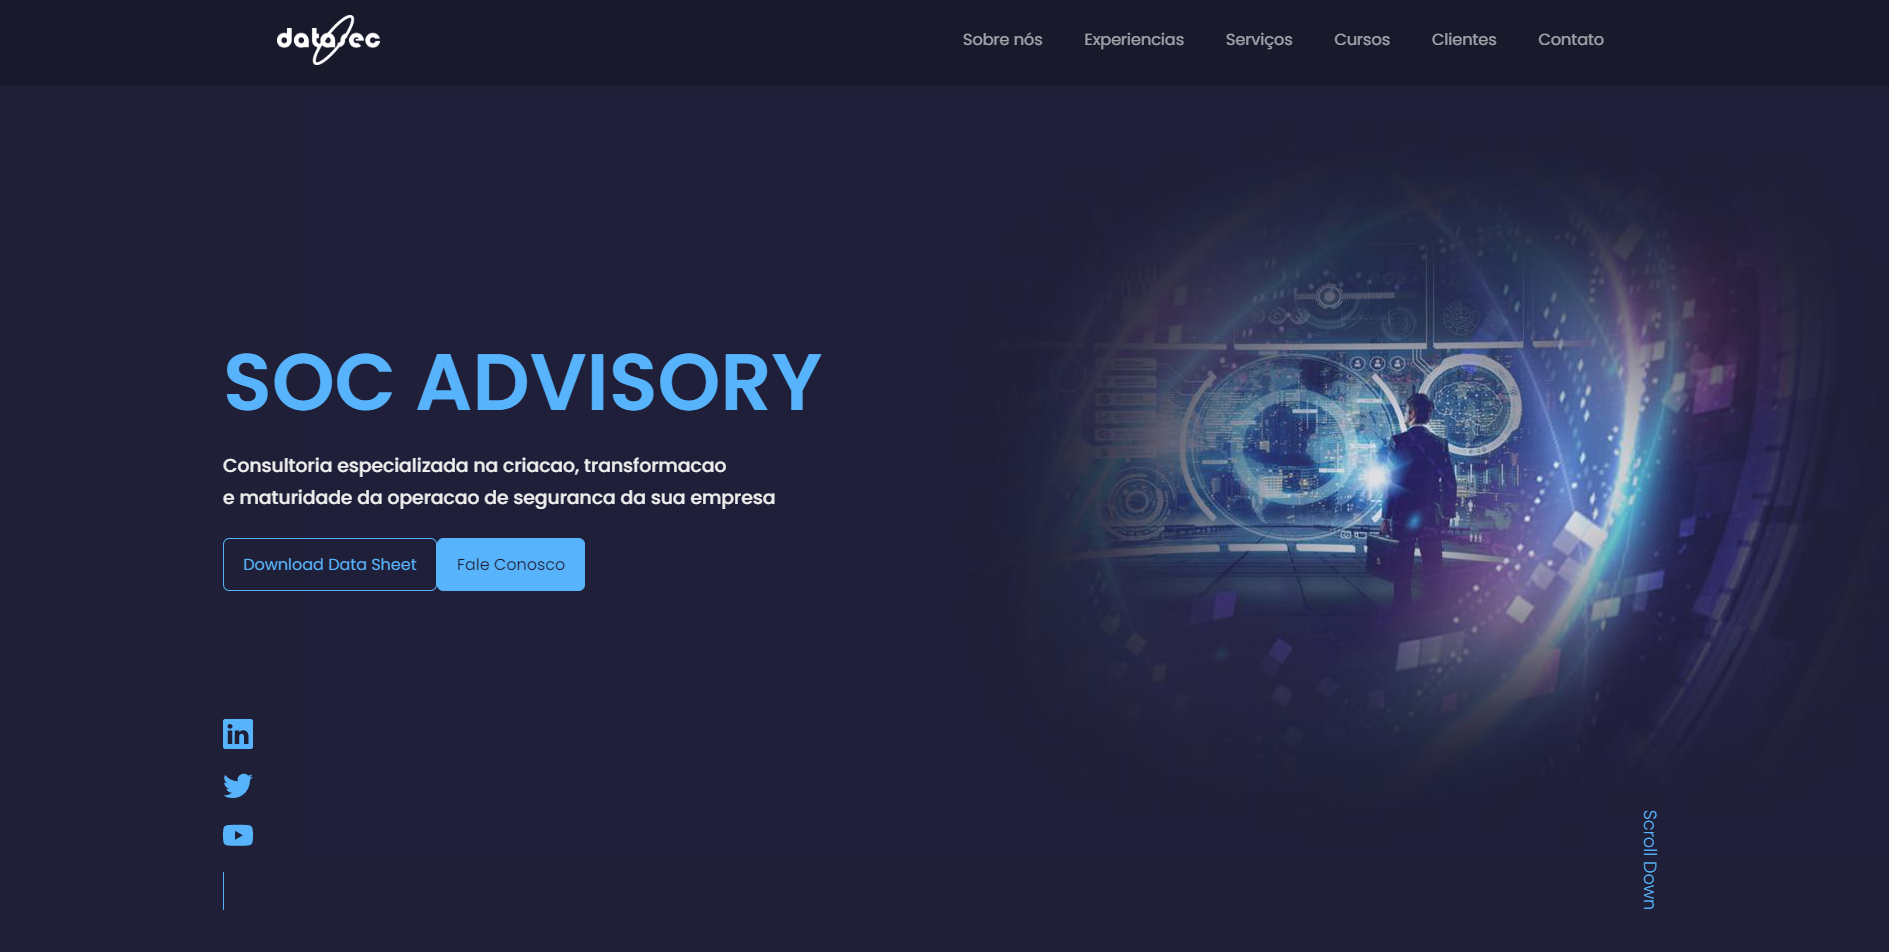 datasec
Sobre nós Experiencias Serviços Cursos Clientes Contato
SOC ADVISORY
Consultoria especializada na criacao, transformacao
e maturidade da operacao de seguranca da sua empresa
Download Data Sheet Fale Conosco
in
Scroll Down